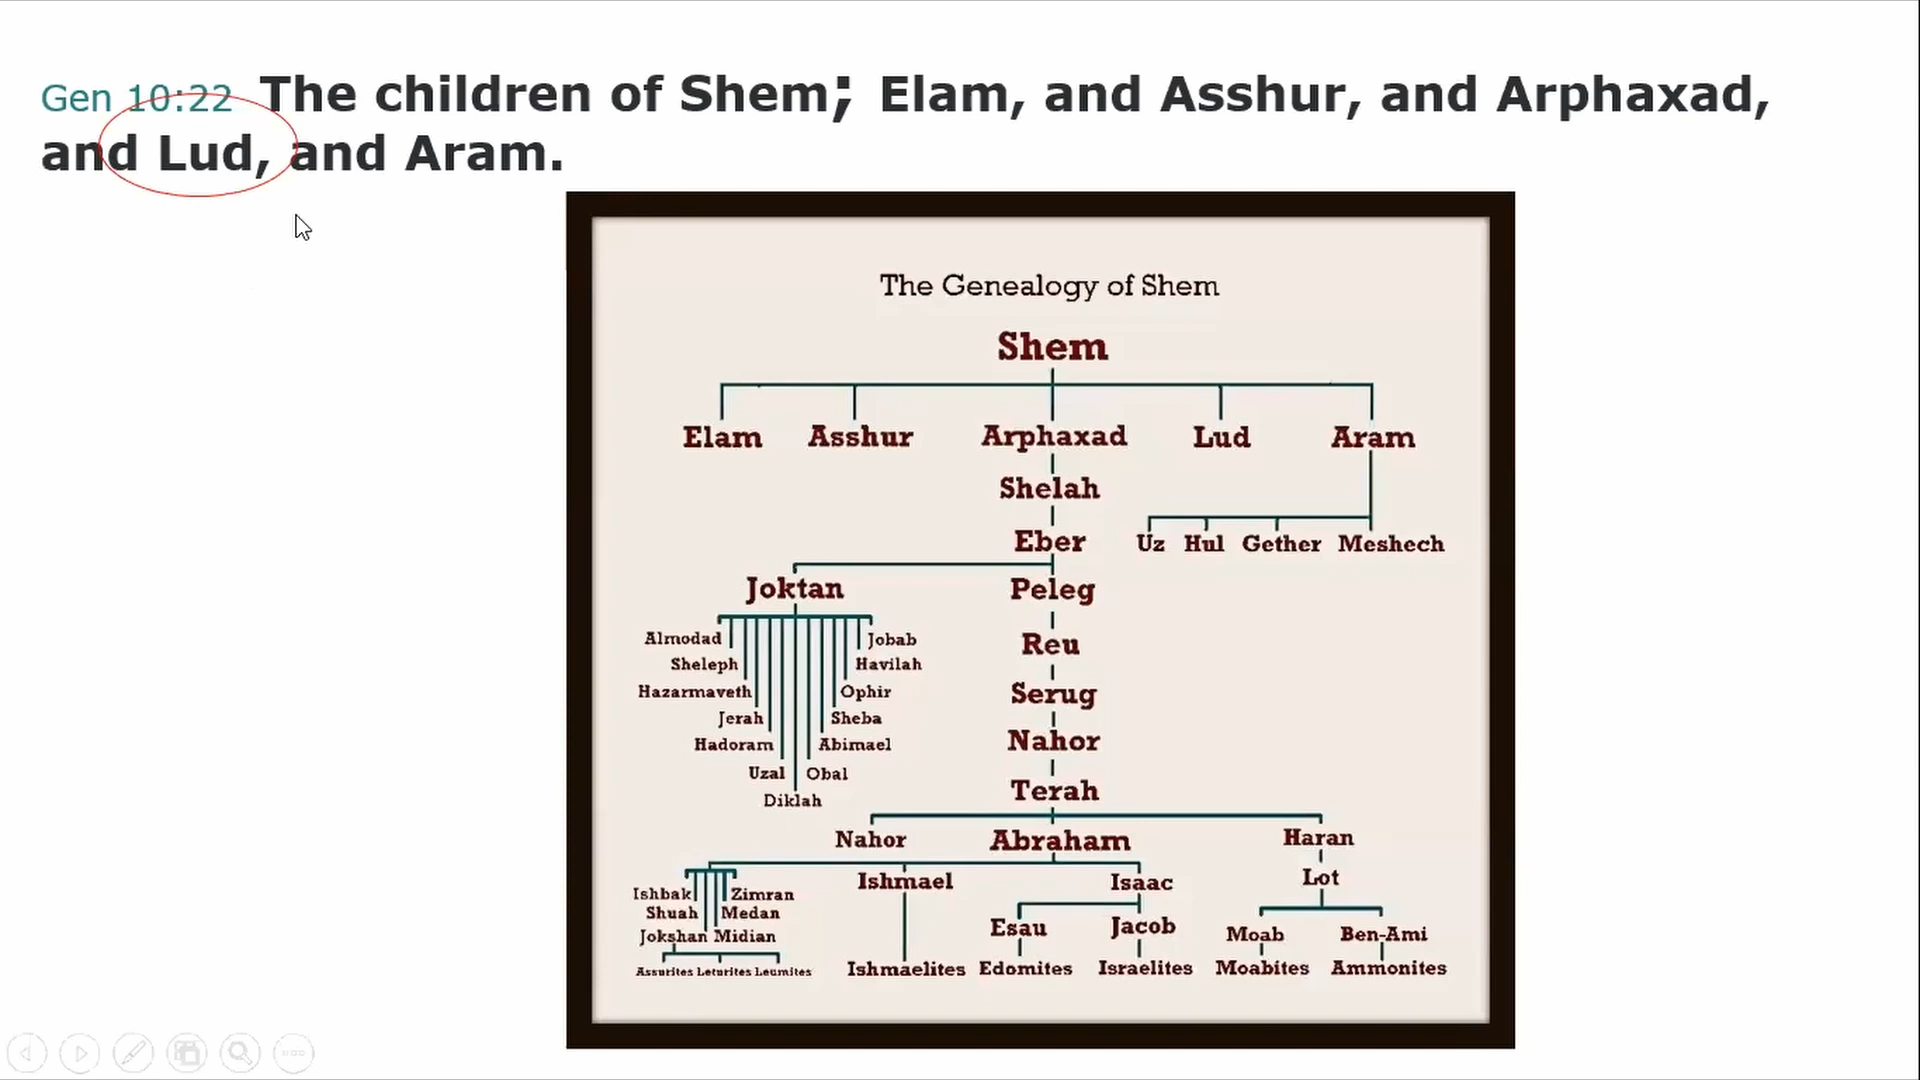 Gen 10:22 The children of Shem; Elam, and Asshur, and Arphaxad,
and Lud, and Aram.
The Genealogy of Shem
Shem
Elam Asshur Arphaxad Lud Aram
Shelah
Eber
Uz Hul Gether Meshech
Joktan Peleg
Almodad Jobab
Reu
Sheleph Havilah
Hazarmaveth Ophir
Serug
Jerah Sheba
Hadoram Abimael
Nahor
Uzal Obal
Terah
Diklah
Nahor Abraham Haran
Ishmael Isaac Lot
Ishbak Zimran
Shuah Medan
Esau Jacob
Jokshan Midian
Moab Ben-Ami
Assurites Leturites Leumites
Ishmaelites Edomites Israelites Moabites Ammonites